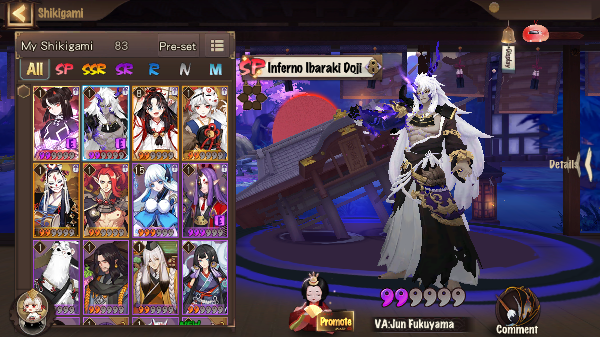 Shikigami
My Shikigami 83 Pre-set
All SP SSR SR R N M
SP Inferno Ibaraki Doji
Display
Details
Promote
VA:Jun Fukuyama
Comment